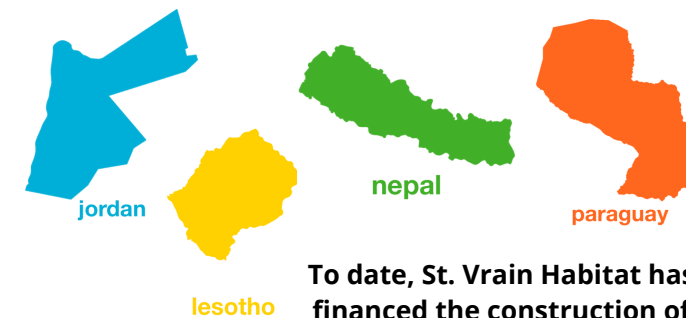 jordan
nepal
paraguay
lesotho
To date, St. Vrain Habitat has
financed the construction of